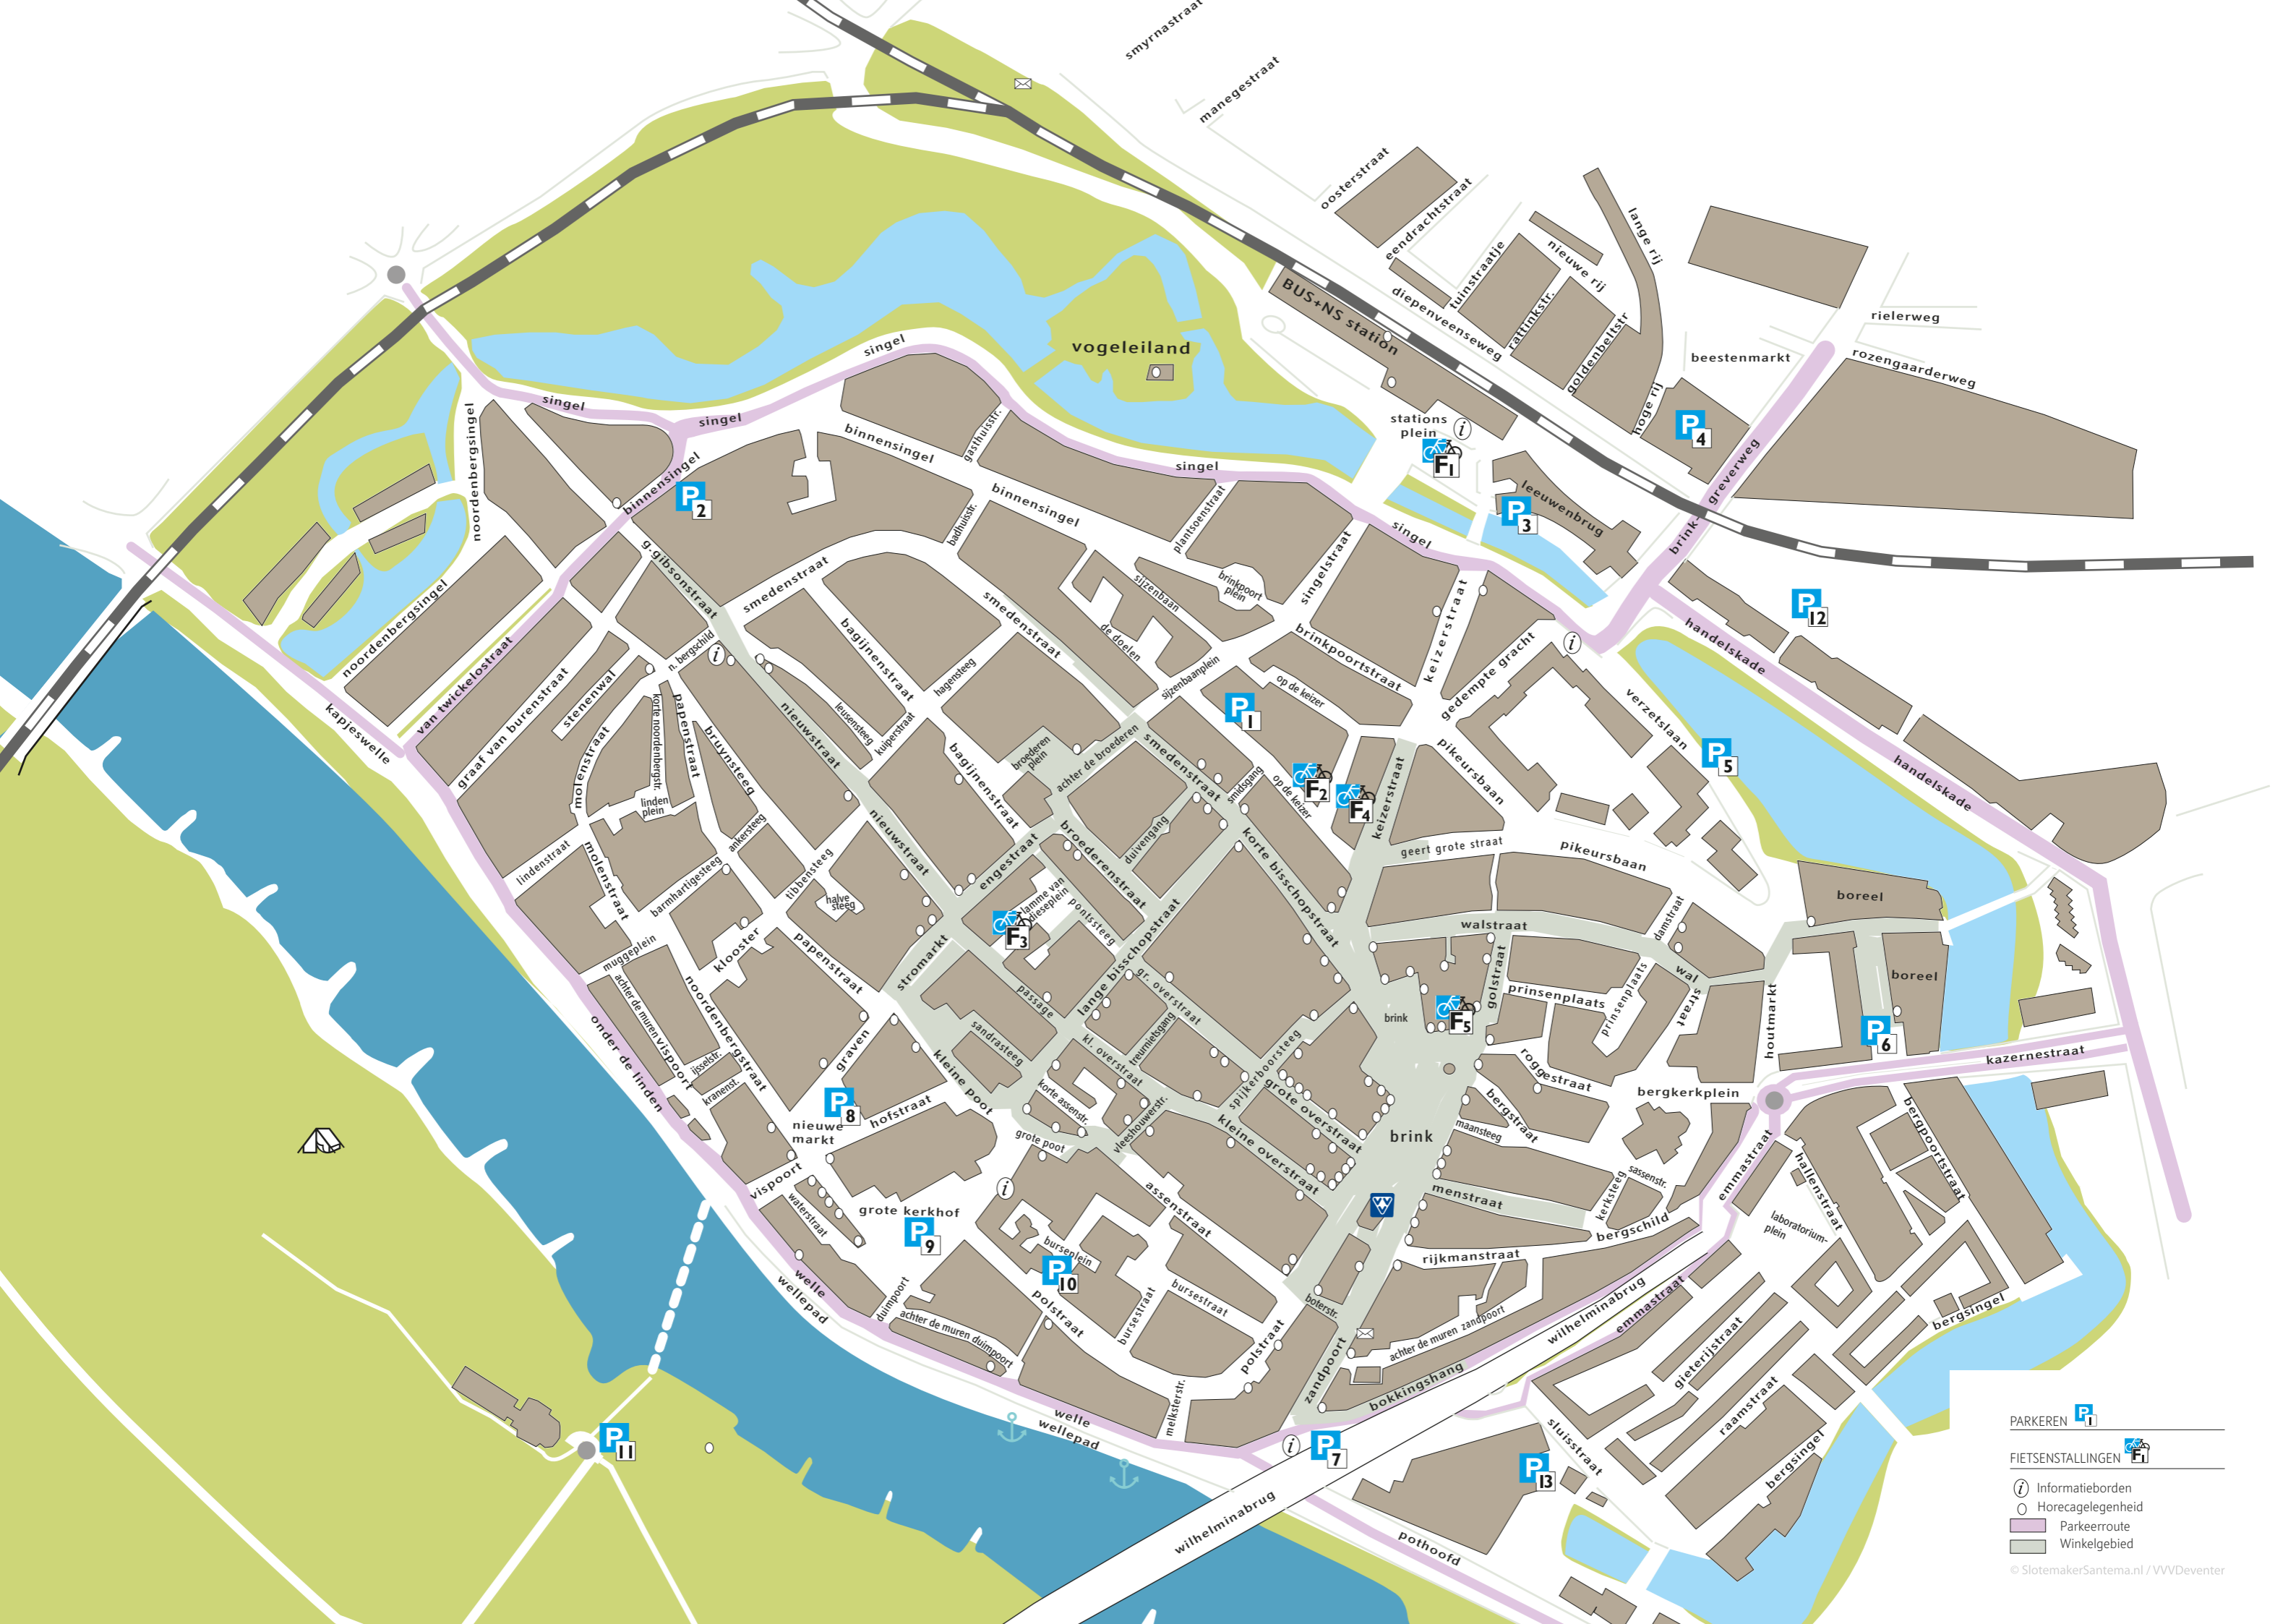 smyrnastraat
manegestraat
oosterstraat
eendrachtstraat
tuinstraatje
nieuwe rij
lange rij
rattinkstr.
goldenbeltstr
diepenveenseweg
hoge rij
beestenmarkt
rielerweg
rozengaarderweg
BUS+NS station
vogeleiland
stations
plein
i
F1
P
4
P
3
leeuwenbrug
brink-
greverweg
singel
singel
singel
singel
singel
noordenbergsingel
noordenbergsingel
binnensingel
binnensingel
binnensingel
gasthuisstr.
badhuisstr.
plantsoenstraat
P
2
g.gibsonstraat
smedenstraat
smedenstraat
smedenstraat
sijzenbaan
brinkpoort
plein
de doelen
sijzenbaanplein
singelstraat
brinkpoortstraat
keizerstraat
keizerstraat
gedempte gracht
i
P
12
handelskade
handelskade
verzetslaan
P
5
kapjeswelle
van twickelostraat
graaf van burenstraat
stenenwal
n. bergschild
i
molenstraat
molenstraat
korte noordenbergstr.
papenstraat
bruynsteeg
linden
plein
lindenstraat
ankersteeg
barmhartigesteeg
tibbensteeg
halve
steeg
klooster
papenstraat
muggeplein
nieuwstraat
nieuwstraat
leusensteeg
kuiperstraat
bagijnenstraat
bagijnenstraat
hagensteeg
broederen
plein
achter de broederen
P
1
op de keizer
op de keizer
smidsgang
F2
F4
pikeursbaan
pikeursbaan
geert grote straat
korte bisschopstraat
duivengang
broederenstraat
engestraat
lamme van
dieseplein
F3
pontsteeg
stromarkt
lange bisschopstraat
passage
sandrasteeg
gr. overstraat
kl. overstraat
treurnietsgang
spijkerboorsteeg
grote overstraat
kleine overstraat
korte assenstr.
vleeshouwerstr.
walstraat
wal
straat
damstraat
golstraat
prinsenplaats
prinsenplaats
brink
F5
roggestraat
bergstraat
maansteeg
brink
menstraat
kerksteeg
sassenstr.
bergschild
rijkmanstraat
bergkerkplein
houtmarkt
boreel
boreel
P
6
kazernestraat
achter de muren vispoort
onder de linden
noordenbergstraat
ijsselstr.
kranenstr.
graven
P
8
nieuwe
markt
hofstraat
kleine poot
grote poot
i
vispoort
waterstraat
grote kerkhof
P
9
assenstraat
burseplein
P
10
polstraat
polstraat
bursestraat
bursestraat
duimpoort
achter de muren duimpoort
welle
wellepad
welle
wellepad
melksterstr.
boterstr.
zandpoort
achter de muren zandpoort
bokkingshang
wilhelminabrug
wilhelminabrug
emmastraat
emmastraat
hallenstraat
bergpoortstraat
laboratorium-
plein
bergsingel
bergsingel
gieterijstraat
raamstraat
sluisstraat
i
P
7
P
13
pothoofd
P
11
PARKEREN P 1
FIETSENSTALLINGEN F1
i Informatieborden
Horecagelegenheid
Parkeerroute
Winkelgebied
© SlotemakerSantema.nl / VVVDeventer